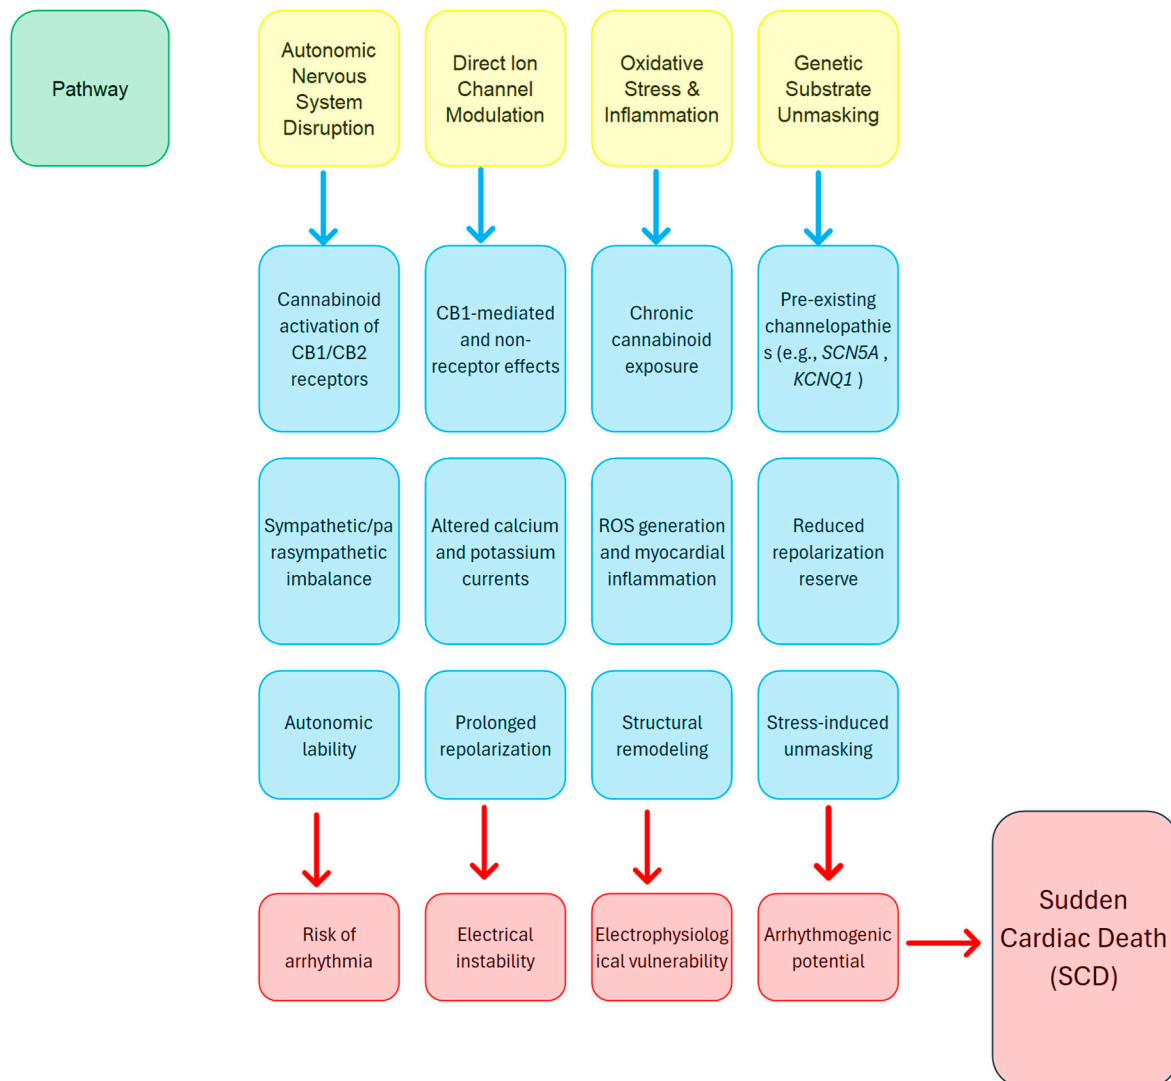 Pathway
Autonomic
Nervous
System
Disruption
Direct Ion
Channel
Modulation
Oxidative
Stress &
Inflammation
Genetic
Substrate
Unmasking
Cannabinoid
activation of
CB1/CB2
receptors
CB1-mediated
and non-
receptor effects
Chronic
cannabinoid
exposure
Pre-existing
channelopathie
s (e.g., SCN5A ,
KCNQ1 )
Sympathetic/pa
rasympathetic
imbalance
Altered calcium
and potassium
currents
ROS generation
and myocardial
inflammation
Reduced
repolarization
reserve
Autonomic
lability
Prolonged
repolarization
Structural
remodeling
Stress-induced
unmasking
Risk of
arrhythmia
Electrical
instability
Electrophysiolog
ical vulnerability
Arrhythmogenic
potential
Sudden
Cardiac Death
(SCD)